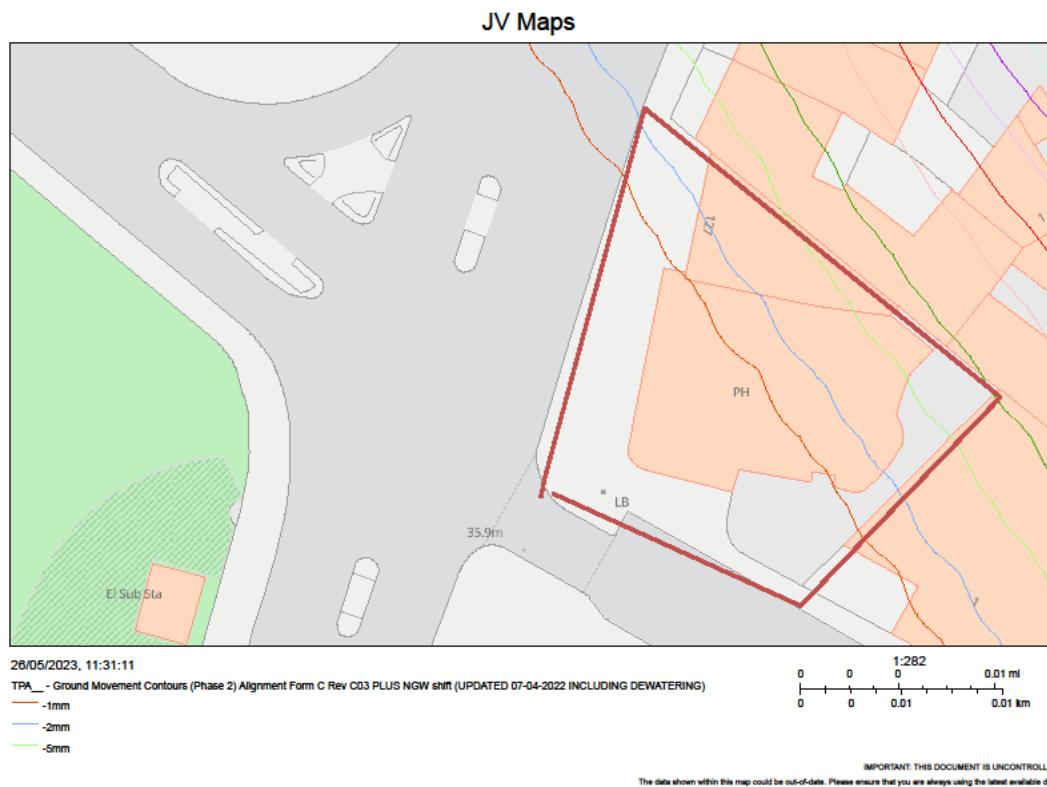 JV Maps
127
PH
LB
35.9m
El Sub Sta
26/05/2023, 11:31:11
1:282
TPA__ - Ground Movement Contours (Phase 2) Alignment Form C Rev C03 PLUS NGW shift (UPDATED 07-04-2022 INCLUDING DEWATERING)
-1mm
-2mm
-5mm
0 0 0 0.01 mi
0 0 0.01 0.01 km
IMPORTANT: THIS DOCUMENT IS UNCONTROLL
The data shown within this map could be out-of-date. Please ensure that you are always using the latest available d